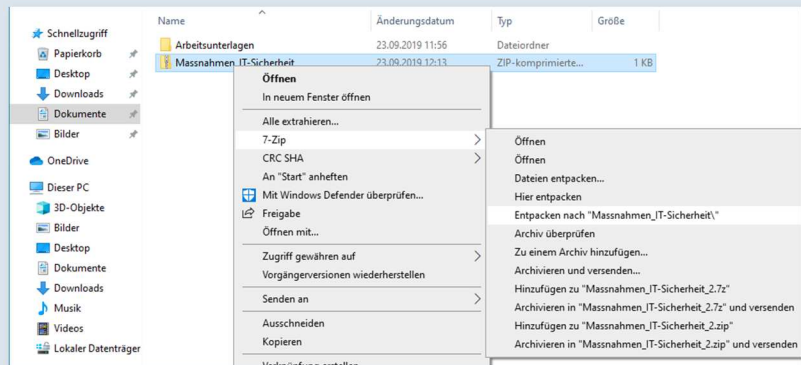 Name
Änderungsdatum
Typ
Größe
Schnellzugriff
Papierkorb
Desktop
Downloads
Dokumente
Bilder
OneDrive
Dieser PC
3D-Objekte
Bilder
Desktop
Dokumente
Downloads
Musik
Videos
Lokaler Datenträger
Arbeitsunterlagen
23.09.2019 11:56
Dateiordner
Massnahmen_IT-Sicherheit
23.09.2019 12:13
ZIP-komprimierte...
1 KB
Öffnen
In neuem Fenster öffnen
Alle extrahieren...
7-Zip
CRC SHA
An "Start" anheften
Mit Windows Defender überprüfen...
Freigabe
Öffnen mit...
Zugriff gewähren auf
Vorgängerversionen wiederherstellen
Senden an
Ausschneiden
Kopieren
Verknüpfung erstellen
Öffnen
Öffnen
Dateien entpacken...
Hier entpacken
Entpacken nach "Massnahmen_IT-Sicherheit\"
Archiv überprüfen
Zu einem Archiv hinzufügen...
Archivieren und versenden...
Hinzufügen zu "Massnahmen_IT-Sicherheit_2.7z"
Archivieren in "Massnahmen_IT-Sicherheit_2.7z" und versenden
Hinzufügen zu "Massnahmen_IT-Sicherheit_2.zip"
Archivieren in "Massnahmen_IT-Sicherheit_2.zip" und versenden